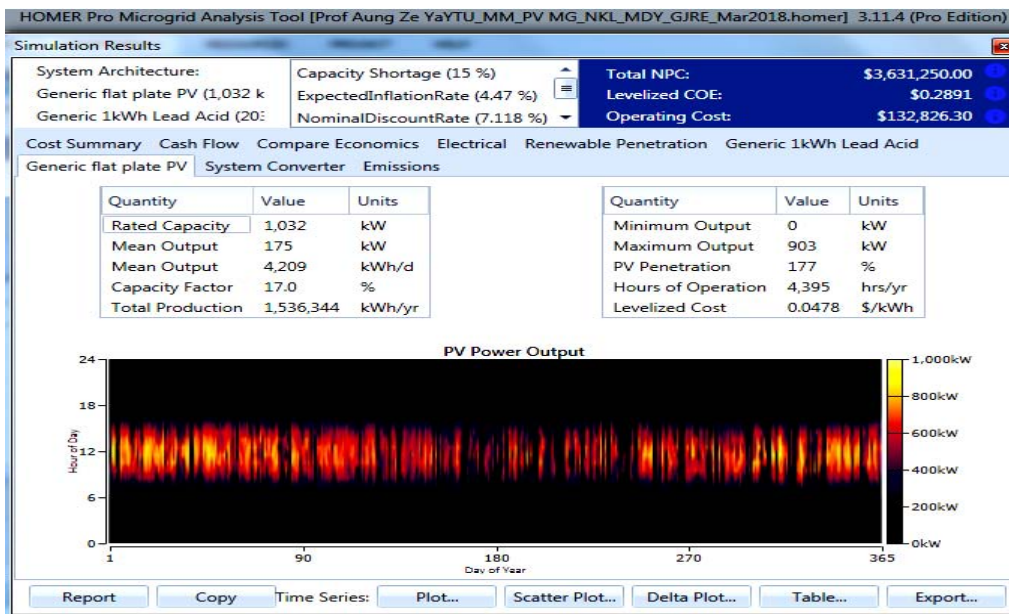 HOMER Pro Microgrid Analysis Tool [Prof Aung Ze YaYTU_MM_PV MG_NKL_MDY_GJRE_Mar2018.homer] 3.11.4 (Pro Edition)
Simulation Results
System Architecture:
Generic flat plate PV (1,032 k
Generic 1kWh Lead Acid (20
Capacity Shortage (15 %)
ExpectedInflationRate (4.47 %)
NominalDiscountRate (7.118 %)
Total NPC: $3,631,250.00
Levelized COE: $0.2891
Operating Cost: $132,826.30
Cost Summary Cash Flow Compare Economics Electrical Renewable Penetration Generic 1kWh Lead Acid
Generic flat plate PV System Converter Emissions
Quantity Value Units
Rated Capacity 1,032 kW
Mean Output 175 kW
Mean Output 4,209 kWh/d
Capacity Factor 17.0 %
Total Production 1,536,344 kWh/yr
Quantity Value Units
Minimum Output 0 kW
Maximum Output 903 kW
PV Penetration 177 %
Hours of Operation 4,395 hrs/yr
Levelized Cost 0.0478 $/kWh
PV Power Output
24
18
12
6
0
Hour of Day
1 90 180 270 365
Day of Year
1,000kW
800kW
600kW
400kW
200kW
0kW
Report Copy Time Series: Plot... Scatter Plot... Delta Plot... Table... Export...